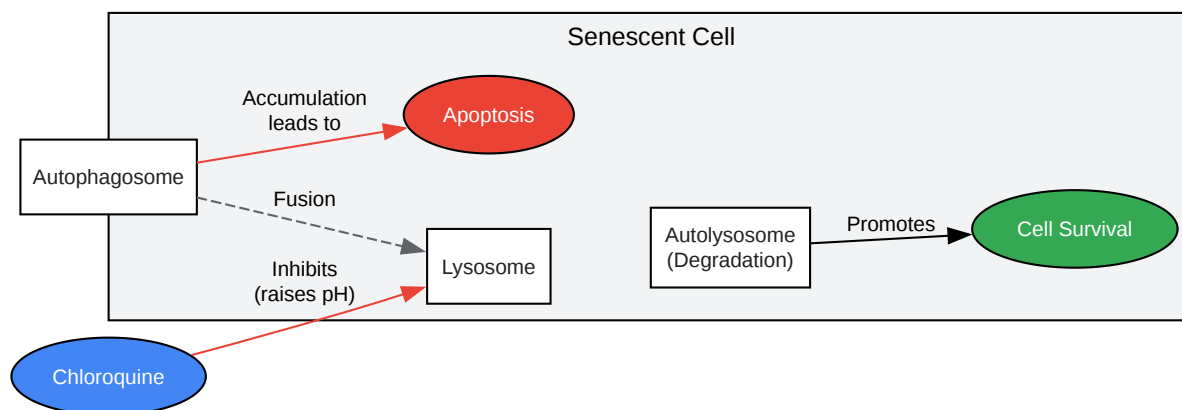 Senescent Cell
Accumulation
leads to
Apoptosis
Autophagosome
Fusion
Lysosome
Inhibits
(raises pH)
Chloroquine
Autolysosome
(Degradation)
Promotes
Cell Survival